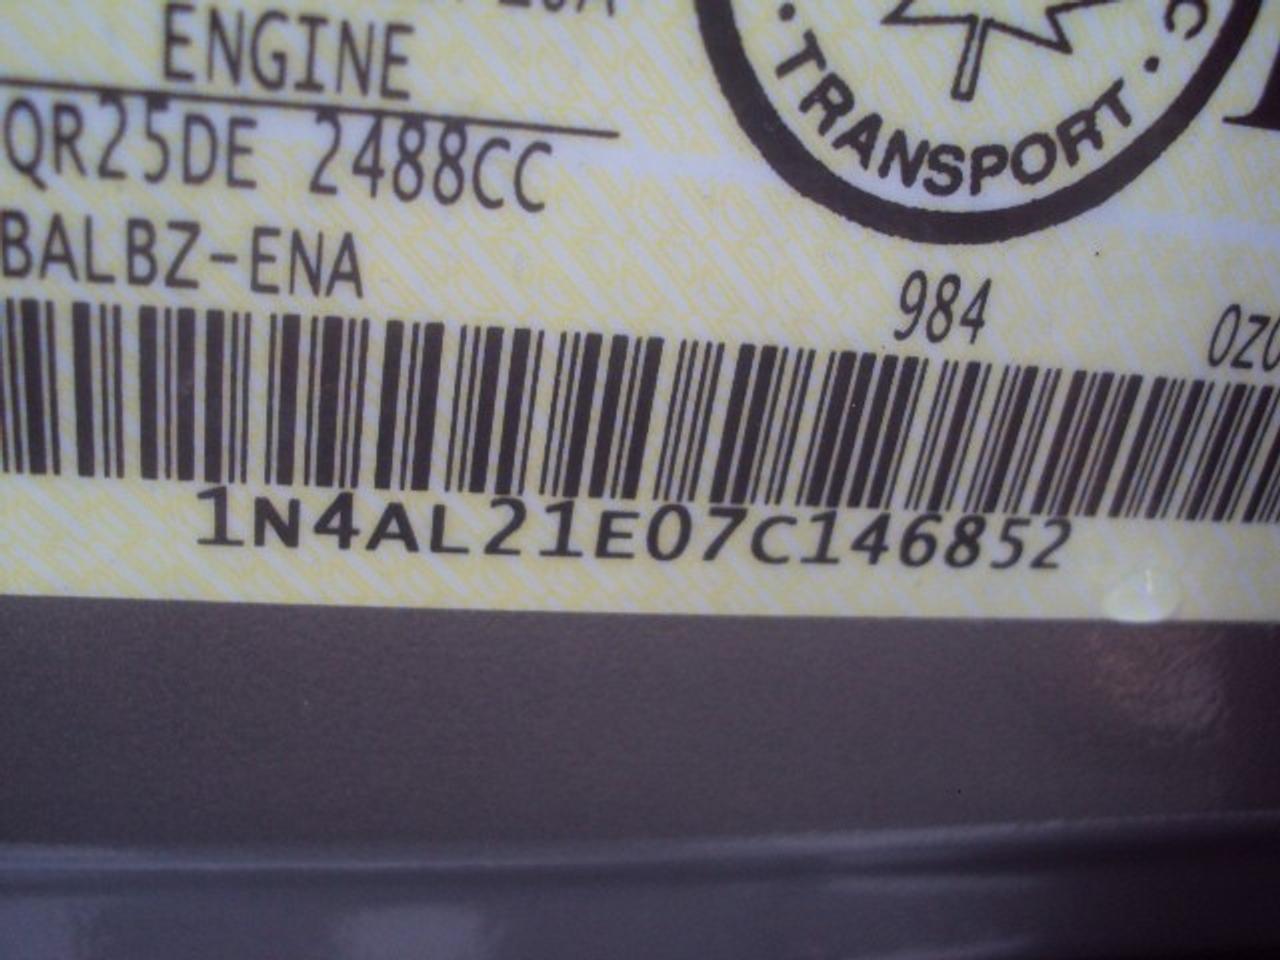 ENGINE
QR25DE 2488CC
BALBZ-ENA
TRANSPORT
984
1N4AL21E07C146852